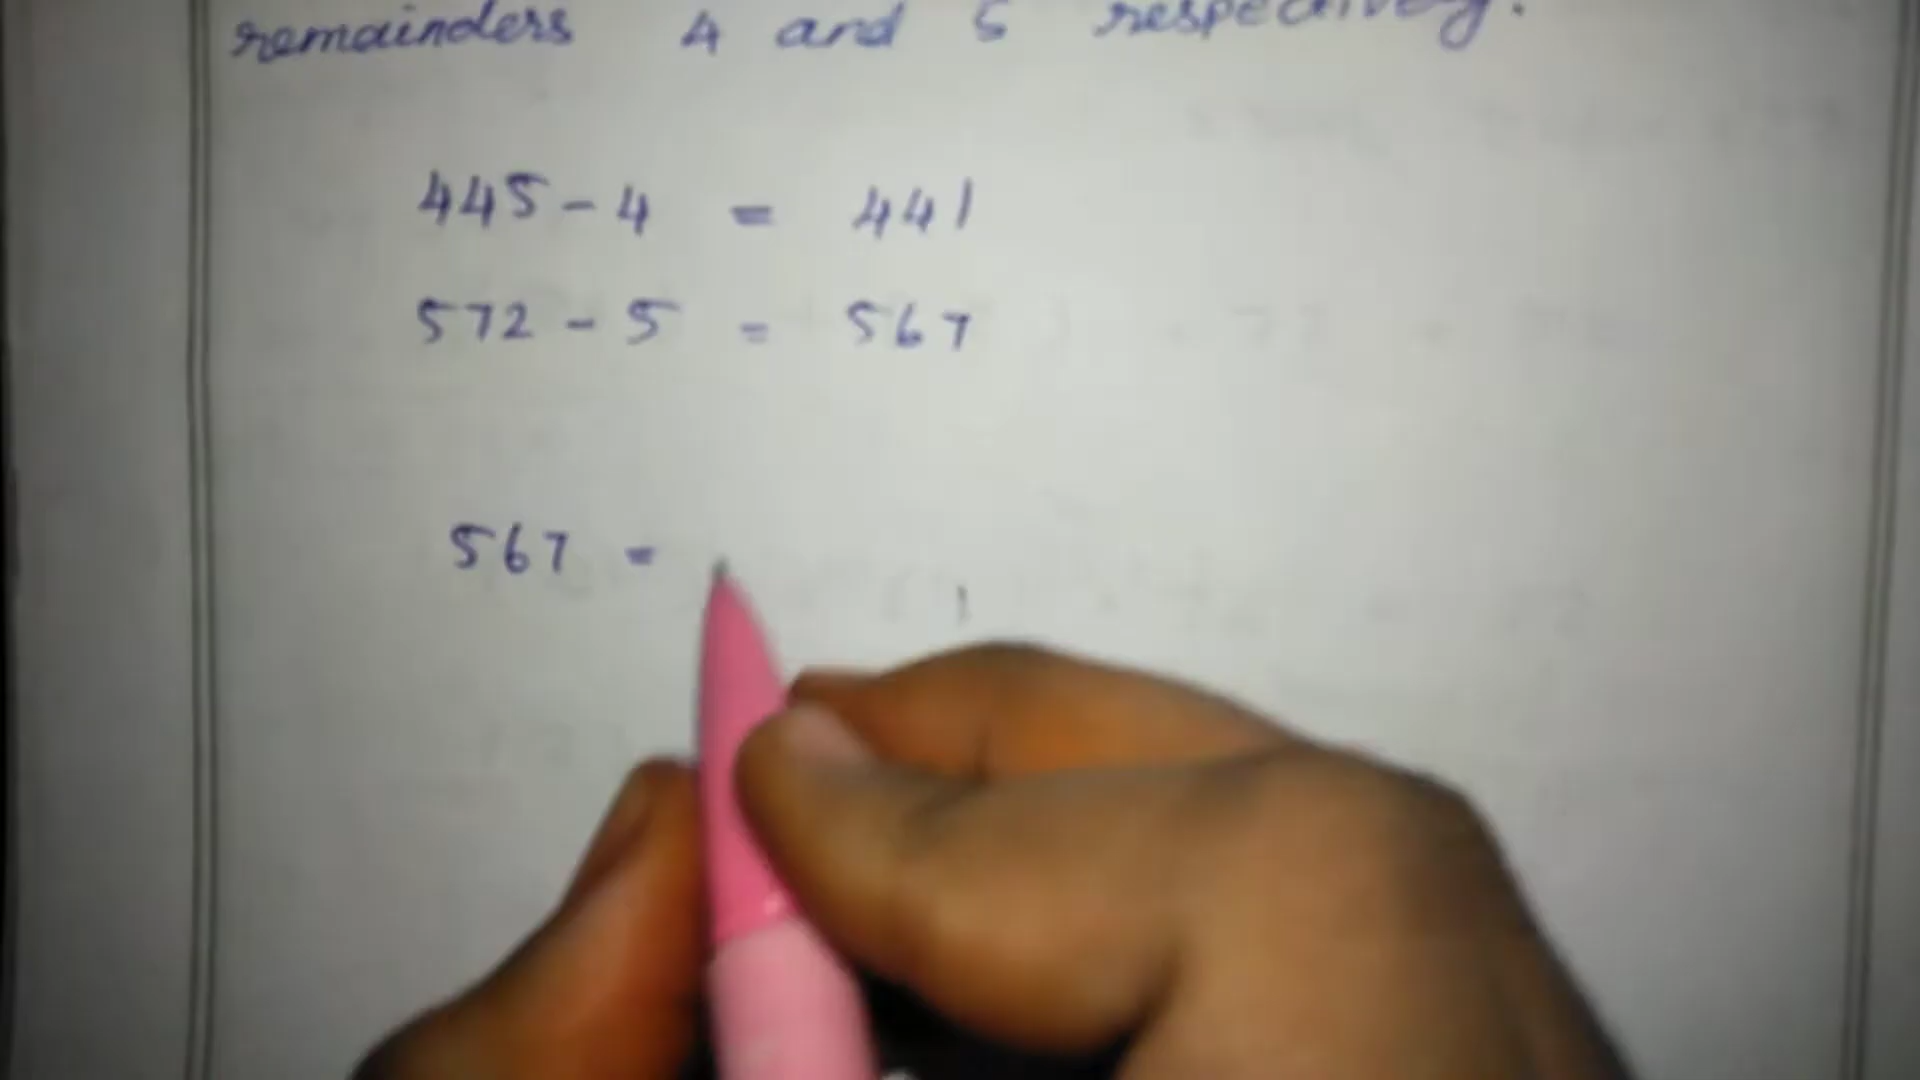 remainders 4 and 5 respectively.
445 - 4 = 441
572 - 5 = 567
567 =